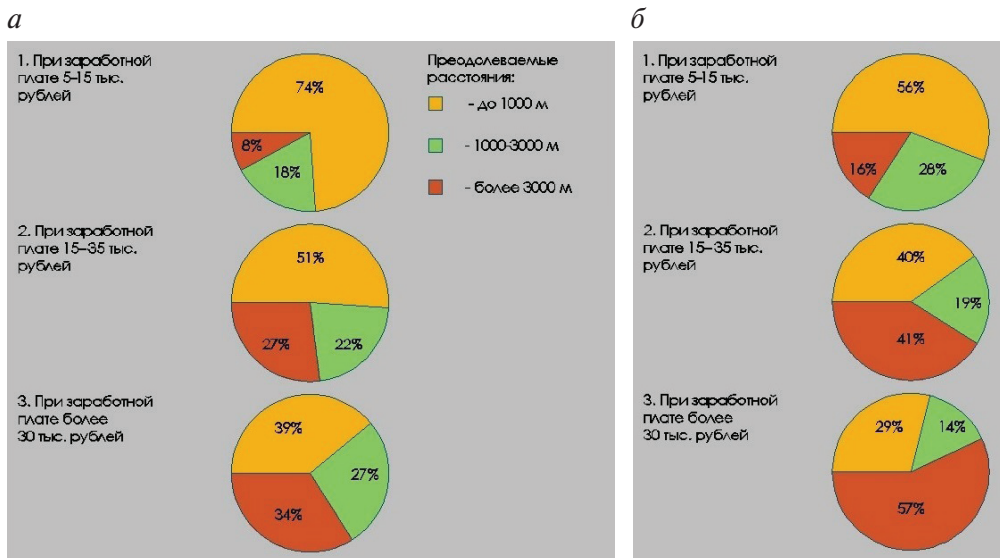 а
1. При заработной
плате 5-15 тыс.
рублей
74%
8%
18%
Преодолеваемые
расстояния:
- до 1000 м
- 1000-3000 м
- более 3000 м
2. При заработной
плате 15–35 тыс.
рублей
51%
27%
22%
3. При заработной
плате более
30 тыс. рублей
39%
27%
34%
б
1. При заработной
плате 5-15 тыс.
рублей
56%
16%
28%
2. При заработной
плате 15–35 тыс.
рублей
40%
19%
41%
3. При заработной
плате более
30 тыс. рублей
29%
14%
57%